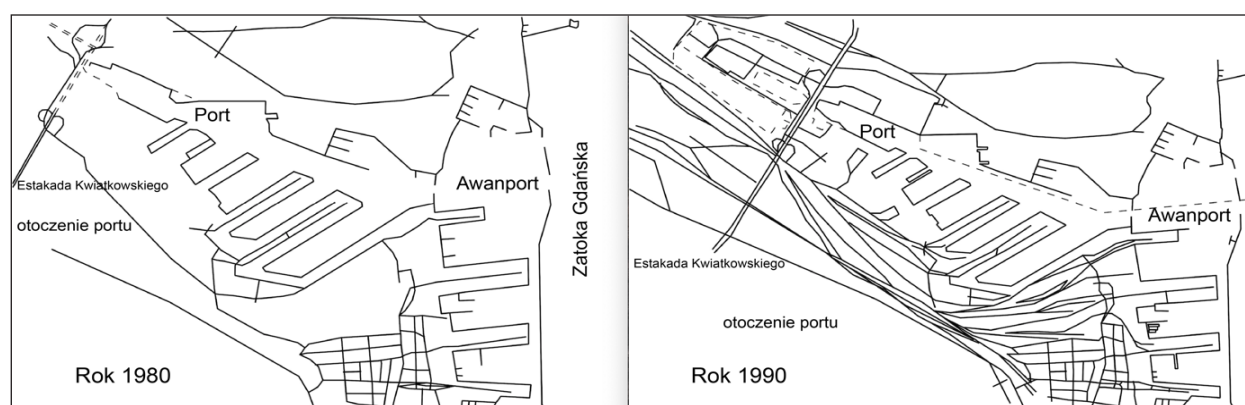 Port
Estakada Kwiatkowskiego
Awanport
otoczenie portu
Zatoka Gdańska
Rok 1980
Port
Awanport
Estakada Kwiatkowskiego
otoczenie portu
Rok 1990